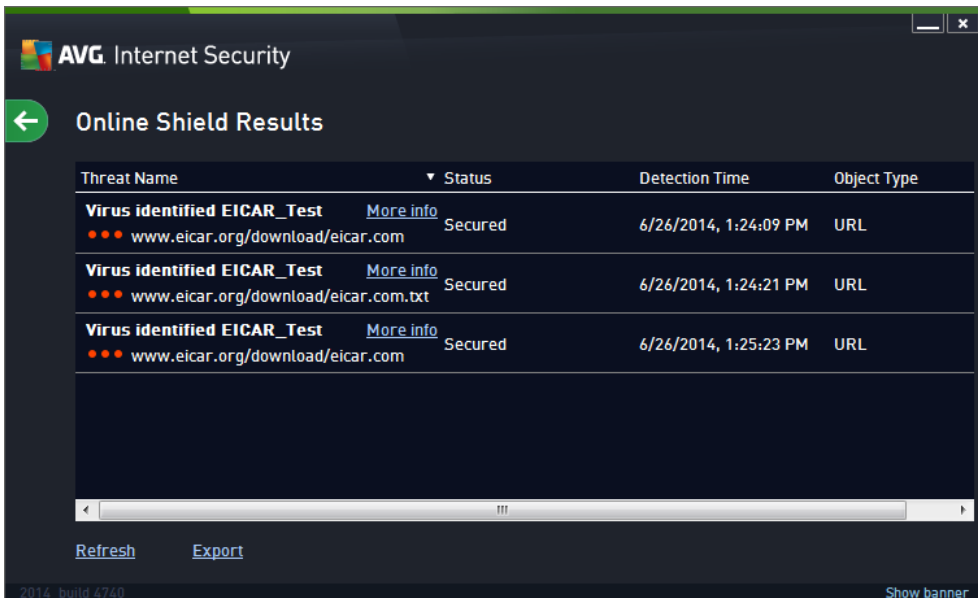 AVG. Internet Security
Online Shield Results
Threat Name Status Detection Time Object Type
Virus identified EICAR_Test More info
www.eicar.org/download/eicar.com Secured 6/26/2014, 1:24:09 PM URL
Virus identified EICAR_Test More info
www.eicar.org/download/eicar.com.txt Secured 6/26/2014, 1:24:21 PM URL
Virus identified EICAR_Test More info
www.eicar.org/download/eicar.com Secured 6/26/2014, 1:25:23 PM URL
Refresh Export
2014 build 4740 Show banner